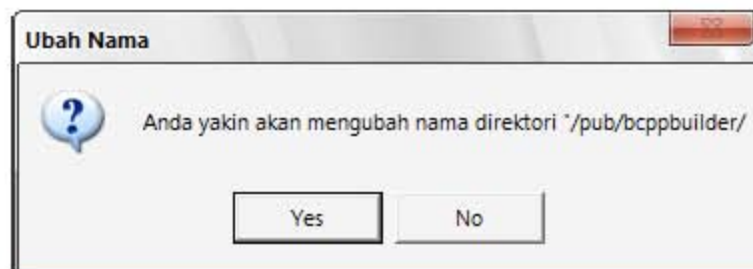 Ubah Nama
Anda yakin akan mengubah nama direktori "/pub/bcppbuilder/
Yes No